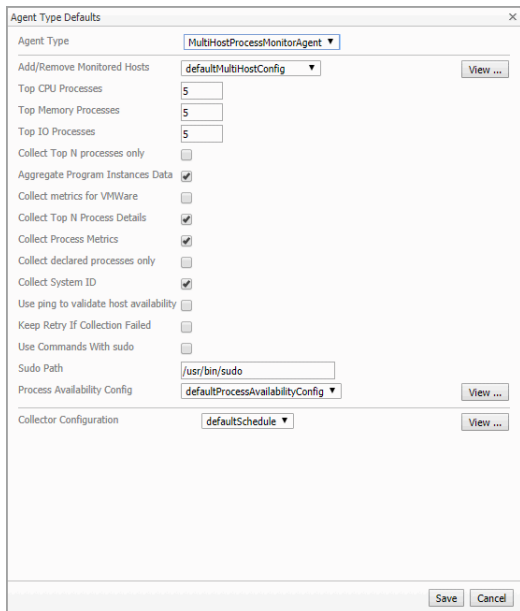 Agent Type Defaults
Agent Type MultiHostProcessMonitorAgent
Add/Remove Monitored Hosts defaultMultiHostConfig View ...
Top CPU Processes 5
Top Memory Processes 5
Top IO Processes 5
Collect Top N processes only
Aggregate Program Instances Data
Collect metrics for VMWare
Collect Top N Process Details
Collect Process Metrics
Collect declared processes only
Collect System ID
Use ping to validate host availability
Keep Retry If Collection Failed
Use Commands With sudo
Sudo Path /usr/bin/sudo
Process Availability Config defaultProcessAvailabilityConfig View ...
Collector Configuration defaultSchedule View ...
Save Cancel